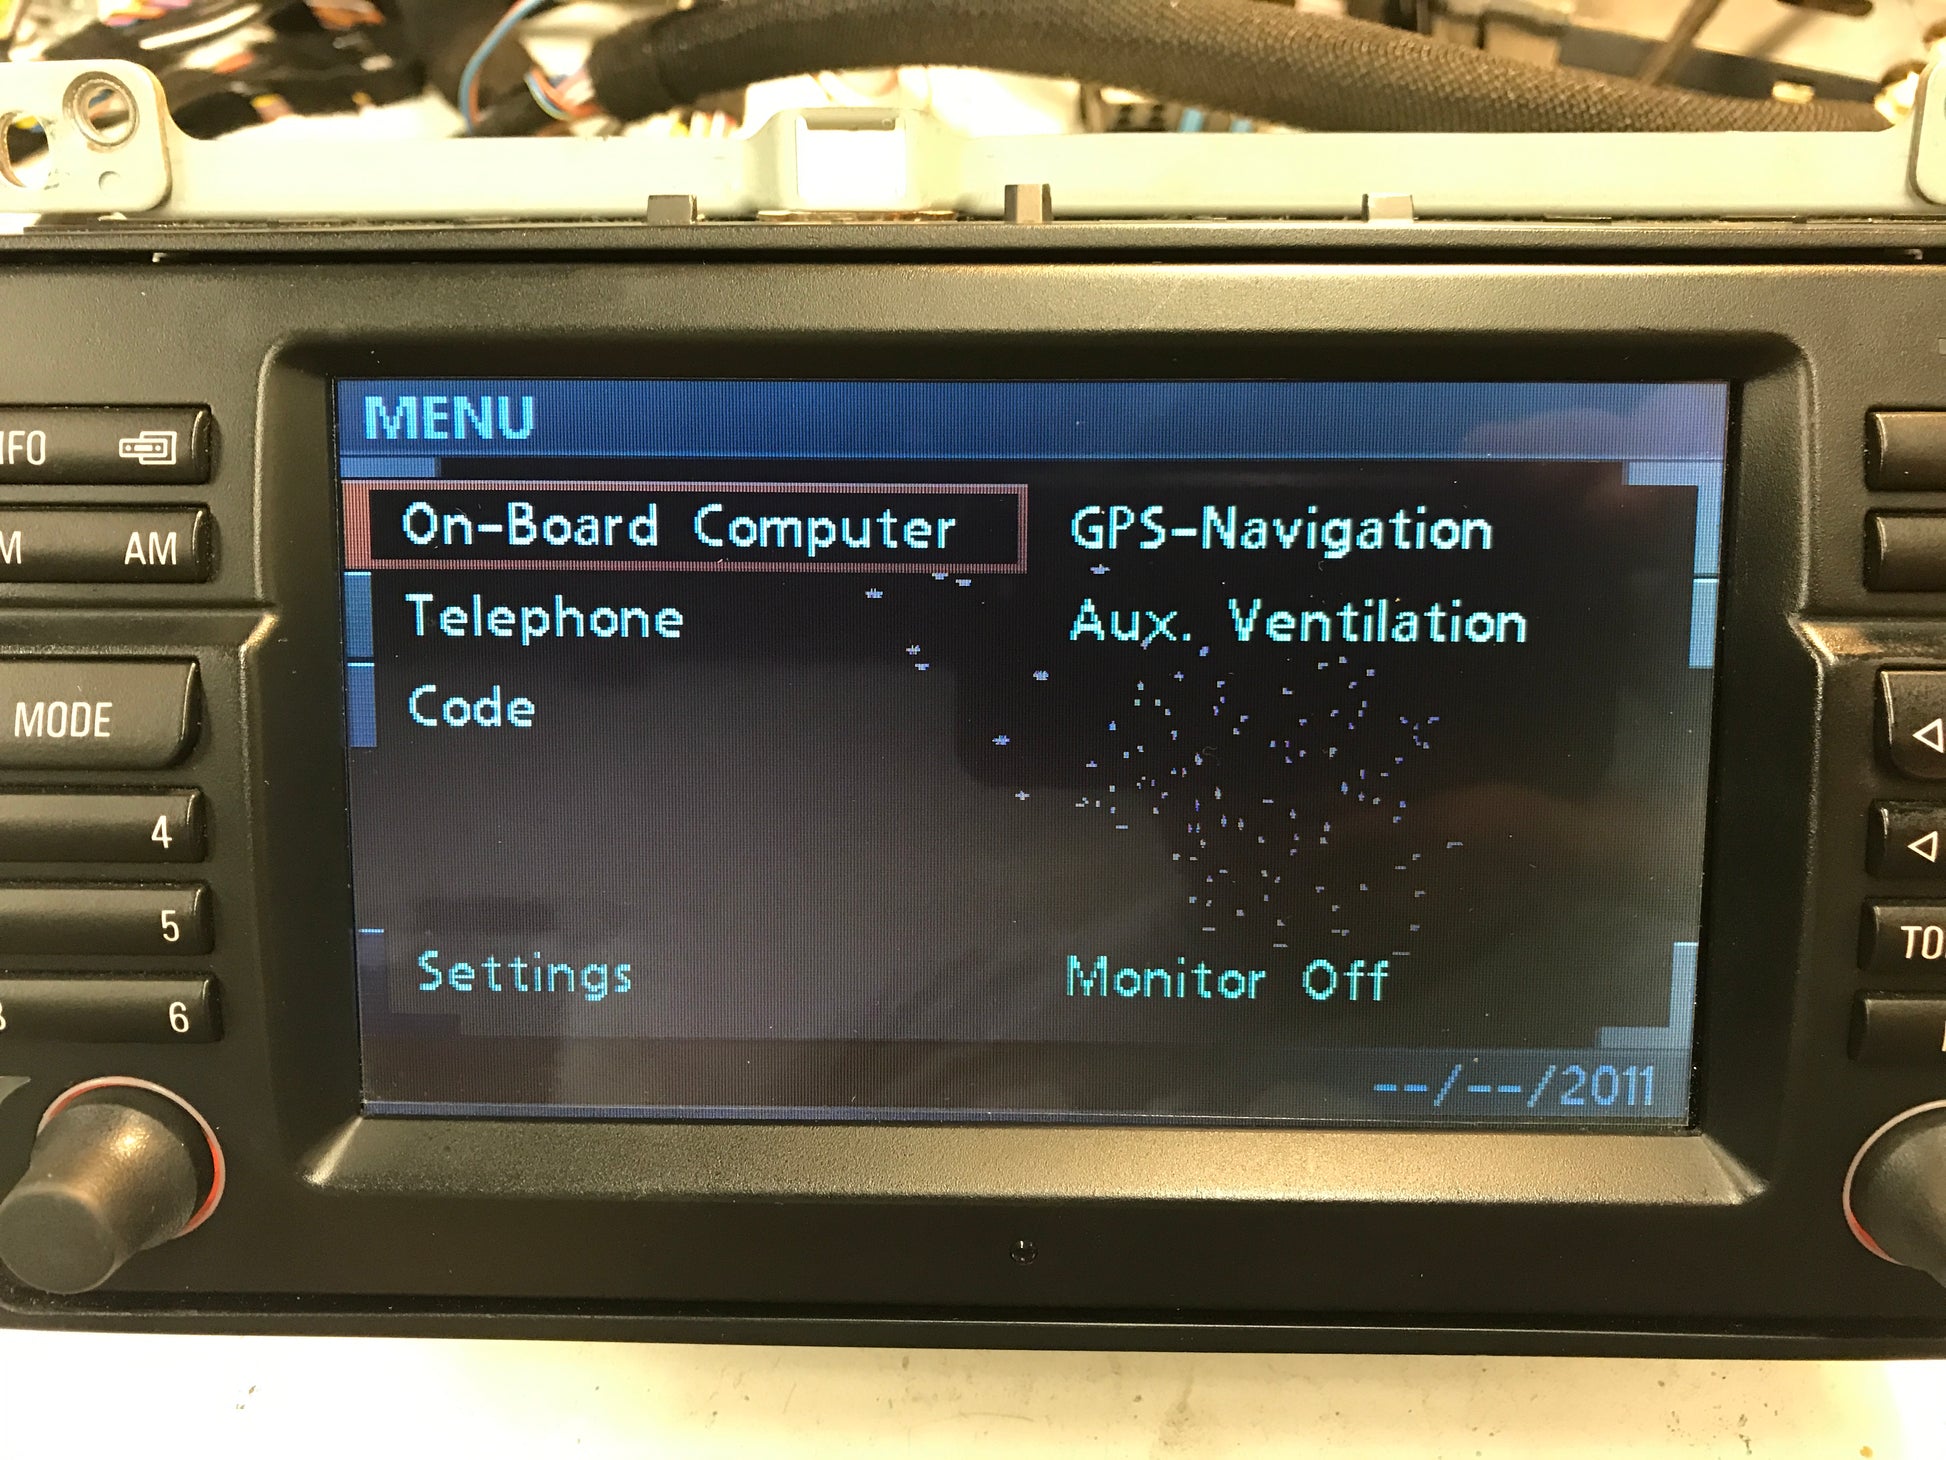 MENU
On-Board Computer
GPS-Navigation
Telephone
Aux. Ventilation
Code
Settings
Monitor Off
--/--/2011
AM
MODE
4
5
6